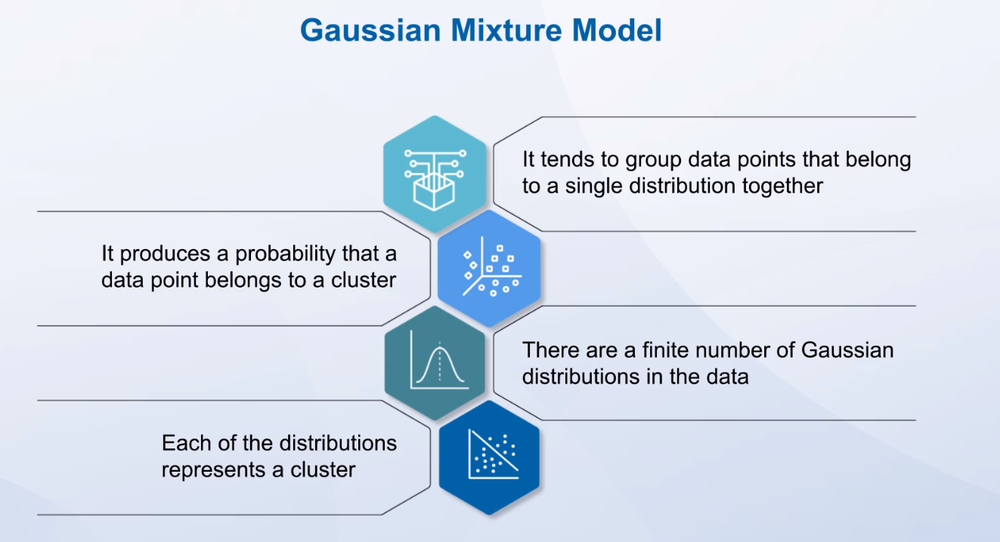 Gaussian Mixture Model
It tends to group data points that belong
to a single distribution together
It produces a probability that a
data point belongs to a cluster
There are a finite number of Gaussian
distributions in the data
Each of the distributions
represents a cluster